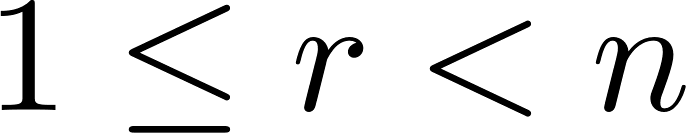 1 ≤ r < n